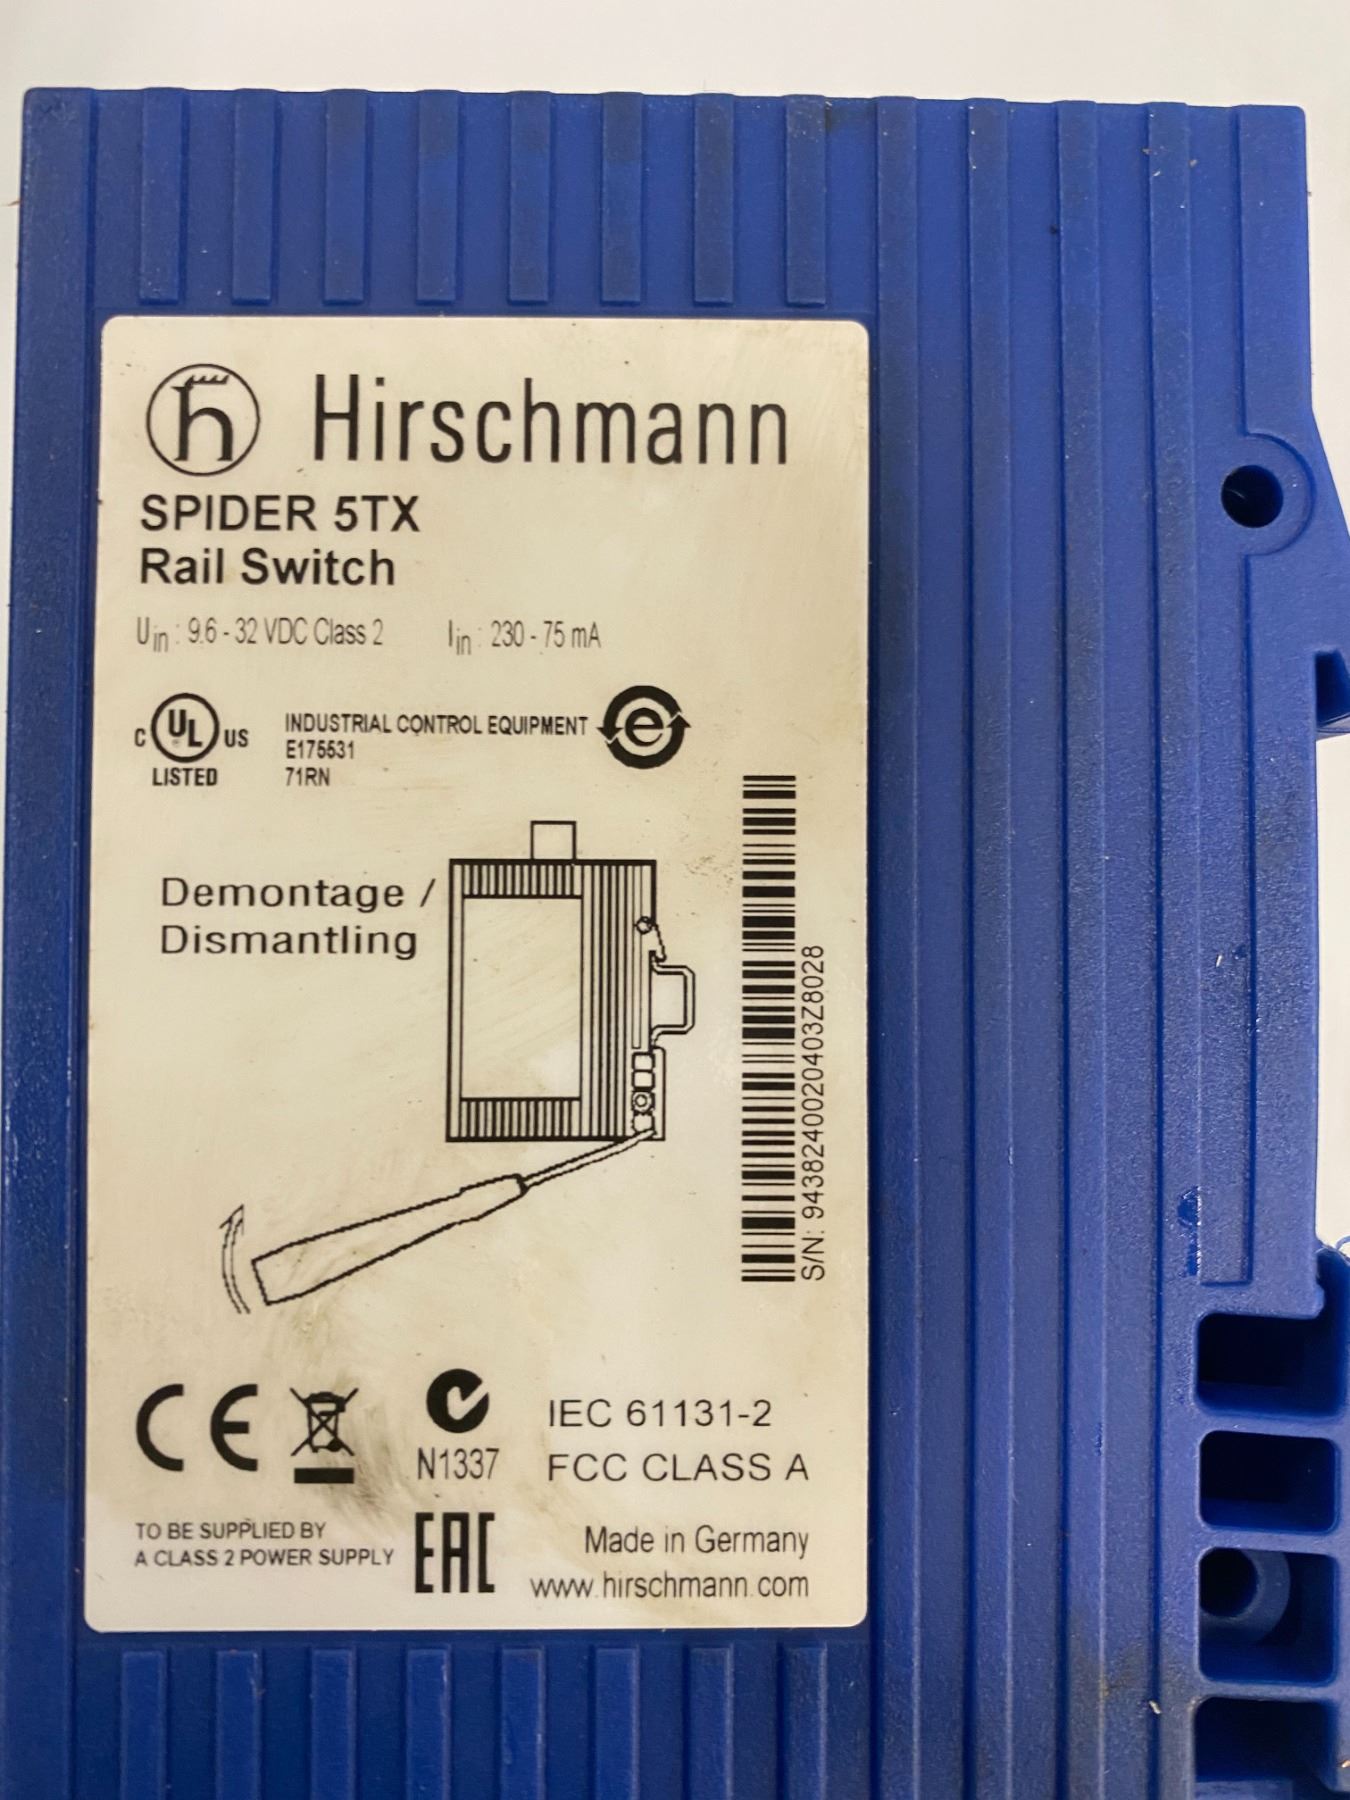 Hirschmann
SPIDER 5TX
Rail Switch
Uin : 9.6 - 32 VDC Class 2 Iin : 230 - 75 mA
C UL US
LISTED
INDUSTRIAL CONTROL EQUIPMENT
E175531
71RN
e
Demontage /
Dismantling
S/N: 9438240020403Z8028
CE
N1337
IEC 61131-2
FCC CLASS A
TO BE SUPPLIED BY
A CLASS 2 POWER SUPPLY
EAC
Made in Germany
www.hirschmann.com